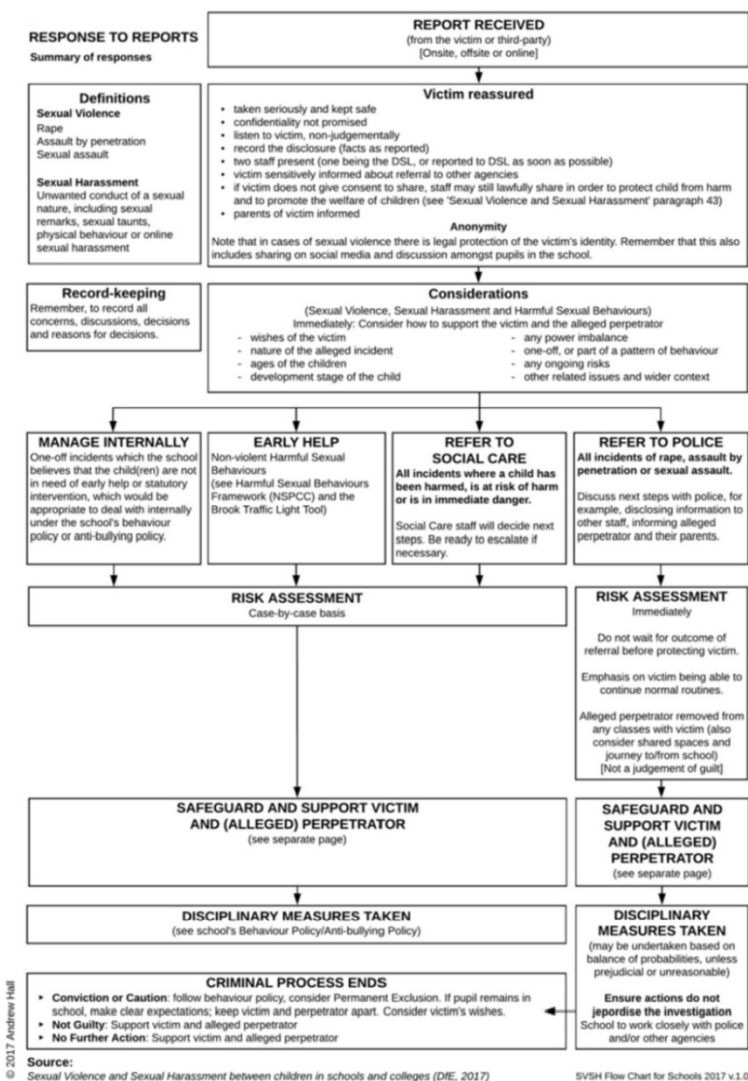 RESPONSE TO REPORTS
Summary of responses
REPORT RECEIVED
(from the victim or third-party)
[Onsite, offsite or online]
Definitions
Sexual Violence
Rape
Assault by penetration
Sexual assault
Sexual Harassment
Unwanted conduct of a sexual
nature, including sexual
remarks, sexual taunts,
physical behaviour or online
sexual harassment
Victim reassured
• taken seriously and kept safe
• confidentiality not promised
• listen to victim, non-judgementally
• record the disclosure (facts as reported)
• two staff present (one being the DSL, or reported to DSL as soon as possible)
• victim sensitively informed about referral to other agencies
• if victim does not give consent to share, staff may still lawfully share in order to protect child from harm
and to promote the welfare of children (see 'Sexual Violence and Sexual Harassment' paragraph 43)
• parents of victim informed
Anonymity
Note that in cases of sexual violence there is legal protection of the victim's identity. Remember that this also
includes sharing on social media and discussion amongst pupils in the school.
Record-keeping
Remember, to record all
concerns, discussions, decisions
and reasons for decisions.
Considerations
(Sexual Violence, Sexual Harassment and Harmful Sexual Behaviours)
Immediately: Consider how to support the victim and the alleged perpetrator
- wishes of the victim
- nature of the alleged incident
- ages of the children
- development stage of the child
- any power imbalance
- one-off, or part of a pattern of behaviour
- any ongoing risks
- other related issues and wider context
MANAGE INTERNALLY
One-off incidents which the school
believes that the child(ren) are not
in need of early help or statutory
intervention, which would be
appropriate to deal with internally
under the school's behaviour
policy or anti-bullying policy.
EARLY HELP
Non-violent Harmful Sexual
Behaviours
(see Harmful Sexual Behaviours
Framework (NSPCC) and the
Brook Traffic Light Tool)
REFER TO
SOCIAL CARE
All incidents where a child has
been harmed, is at risk of harm
or is in immediate danger.
Social Care staff will decide next
steps. Be ready to escalate if
necessary.
REFER TO POLICE
All incidents of rape, assault by
penetration or sexual assault.
Discuss next steps with police, for
example, disclosing information to
other staff, informing alleged
perpetrator and their parents.
RISK ASSESSMENT
Case-by-case basis
RISK ASSESSMENT
Immediately
Do not wait for outcome of
referral before protecting victim.
Emphasis on victim being able to
continue normal routines.
Alleged perpetrator removed from
any classes with victim (also
consider shared spaces and
journey to/from school)
[Not a judgement of guilt]
SAFEGUARD AND SUPPORT VICTIM
AND (ALLEGED) PERPETRATOR
(see separate page)
SAFEGUARD AND
SUPPORT VICTIM
AND (ALLEGED)
PERPETRATOR
(see separate page)
DISCIPLINARY MEASURES TAKEN
(see school's Behaviour Policy/Anti-bullying Policy)
DISCIPLINARY
MEASURES TAKEN
(may be undertaken based on
balance of probabilities, unless
prejudicial or unreasonable)
Ensure actions do not
jepordise the investigation
School to work closely with police
and/or other agencies
CRIMINAL PROCESS ENDS
▸ Conviction or Caution: follow behaviour policy, consider Permanent Exclusion. If pupil remains in
school, make clear expectations; keep victim and perpetrator apart. Consider victim's wishes.
▸ Not Guilty: Support victim and alleged perpetrator
▸ No Further Action: Support victim and alleged perpetrator
© 2017 Andrew Hall
Source:
Sexual Violence and Sexual Harassment between children in schools and colleges (DfE, 2017)
SVSH Flow Chart for Schools 2017 v.1.0